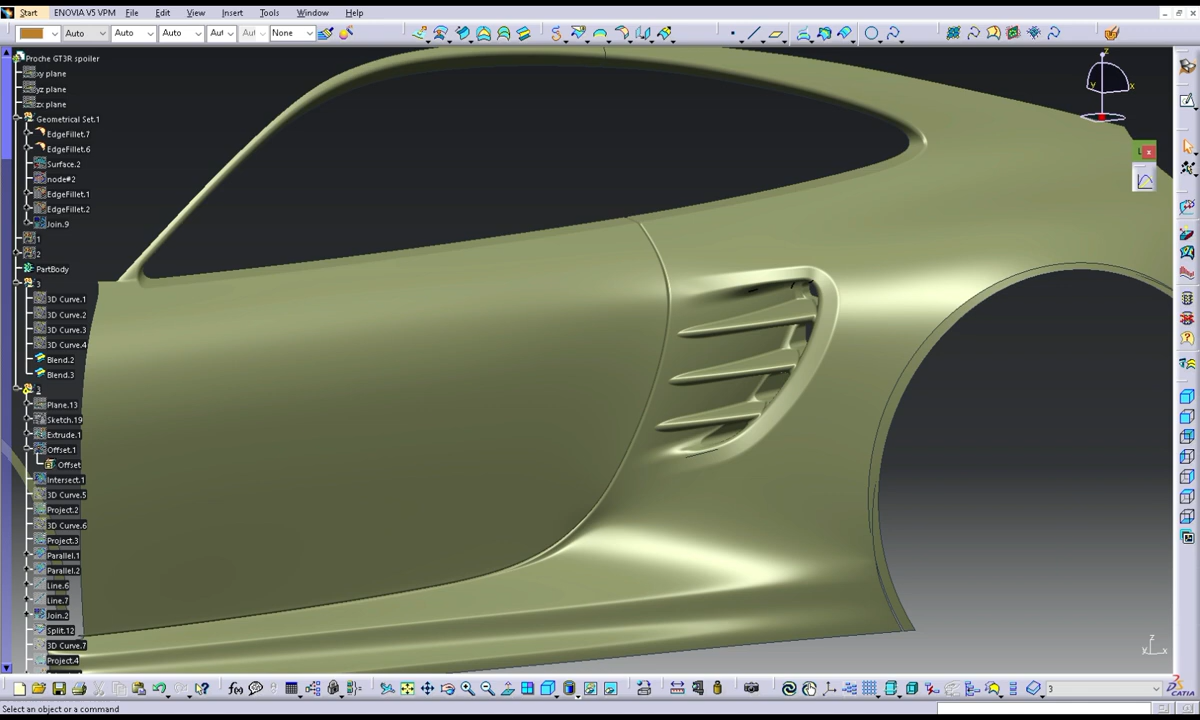 Start ENOVIA V5 VPM File Edit View Insert Tools Window Help
Auto Auto Auto Aut Aut None
Proche GT3R spoiler
xy plane
yz plane
zx plane
Geometrical Set.1
EdgeFillet.7
EdgeFillet.6
Surface.2
node#2
EdgeFillet.1
EdgeFillet.2
Join.9
1
2
PartBody
3
3D Curve.1
3D Curve.2
3D Curve.3
3D Curve.4
Blend.2
Blend.3
3
Plane.13
Sketch.19
Extrude.1
Offset.1
Offset
Intersect.1
3D Curve.5
Project.2
3D Curve.6
Project.3
Parallel.1
Parallel.2
Line.6
Line.7
Join.2
Split.12
3D Curve.7
Project.4
z
y x
L x
z
y x
f(x) 3
CATIA
Select an object or a command